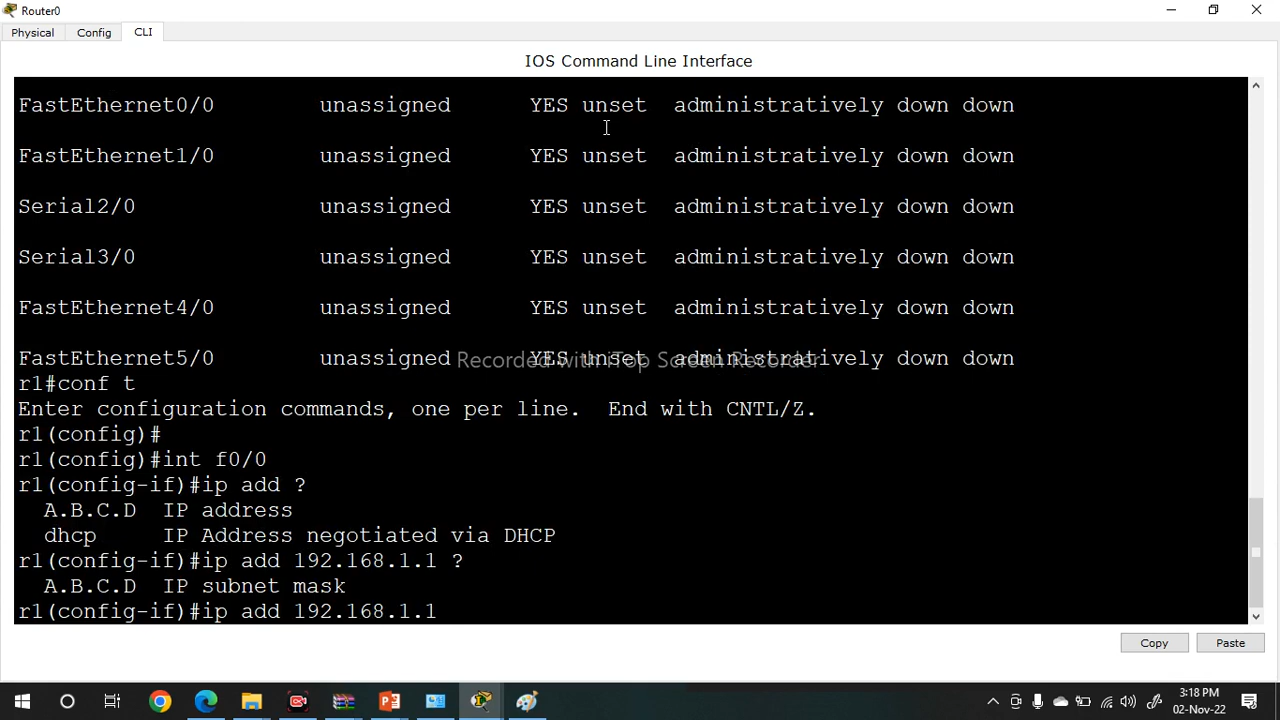 Router0
Physical Config CLI
IOS Command Line Interface
FastEthernet0/0 unassigned YES unset administratively down down
FastEthernet1/0 unassigned YES unset administratively down down
Serial2/0 unassigned YES unset administratively down down
Serial3/0 unassigned YES unset administratively down down
FastEthernet4/0 unassigned YES unset administratively down down
FastEthernet5/0 unassigned YES unset administratively down down
Recorded with iTop Screen Recorder
r1#conf t
Enter configuration commands, one per line. End with CNTL/Z.
r1(config)#
r1(config)#int f0/0
r1(config-if)#ip add ?
A.B.C.D IP address
dhcp IP Address negotiated via DHCP
r1(config-if)#ip add 192.168.1.1 ?
A.B.C.D IP subnet mask
r1(config-if)#ip add 192.168.1.1
Copy Paste
3:18 PM
02-Nov-22